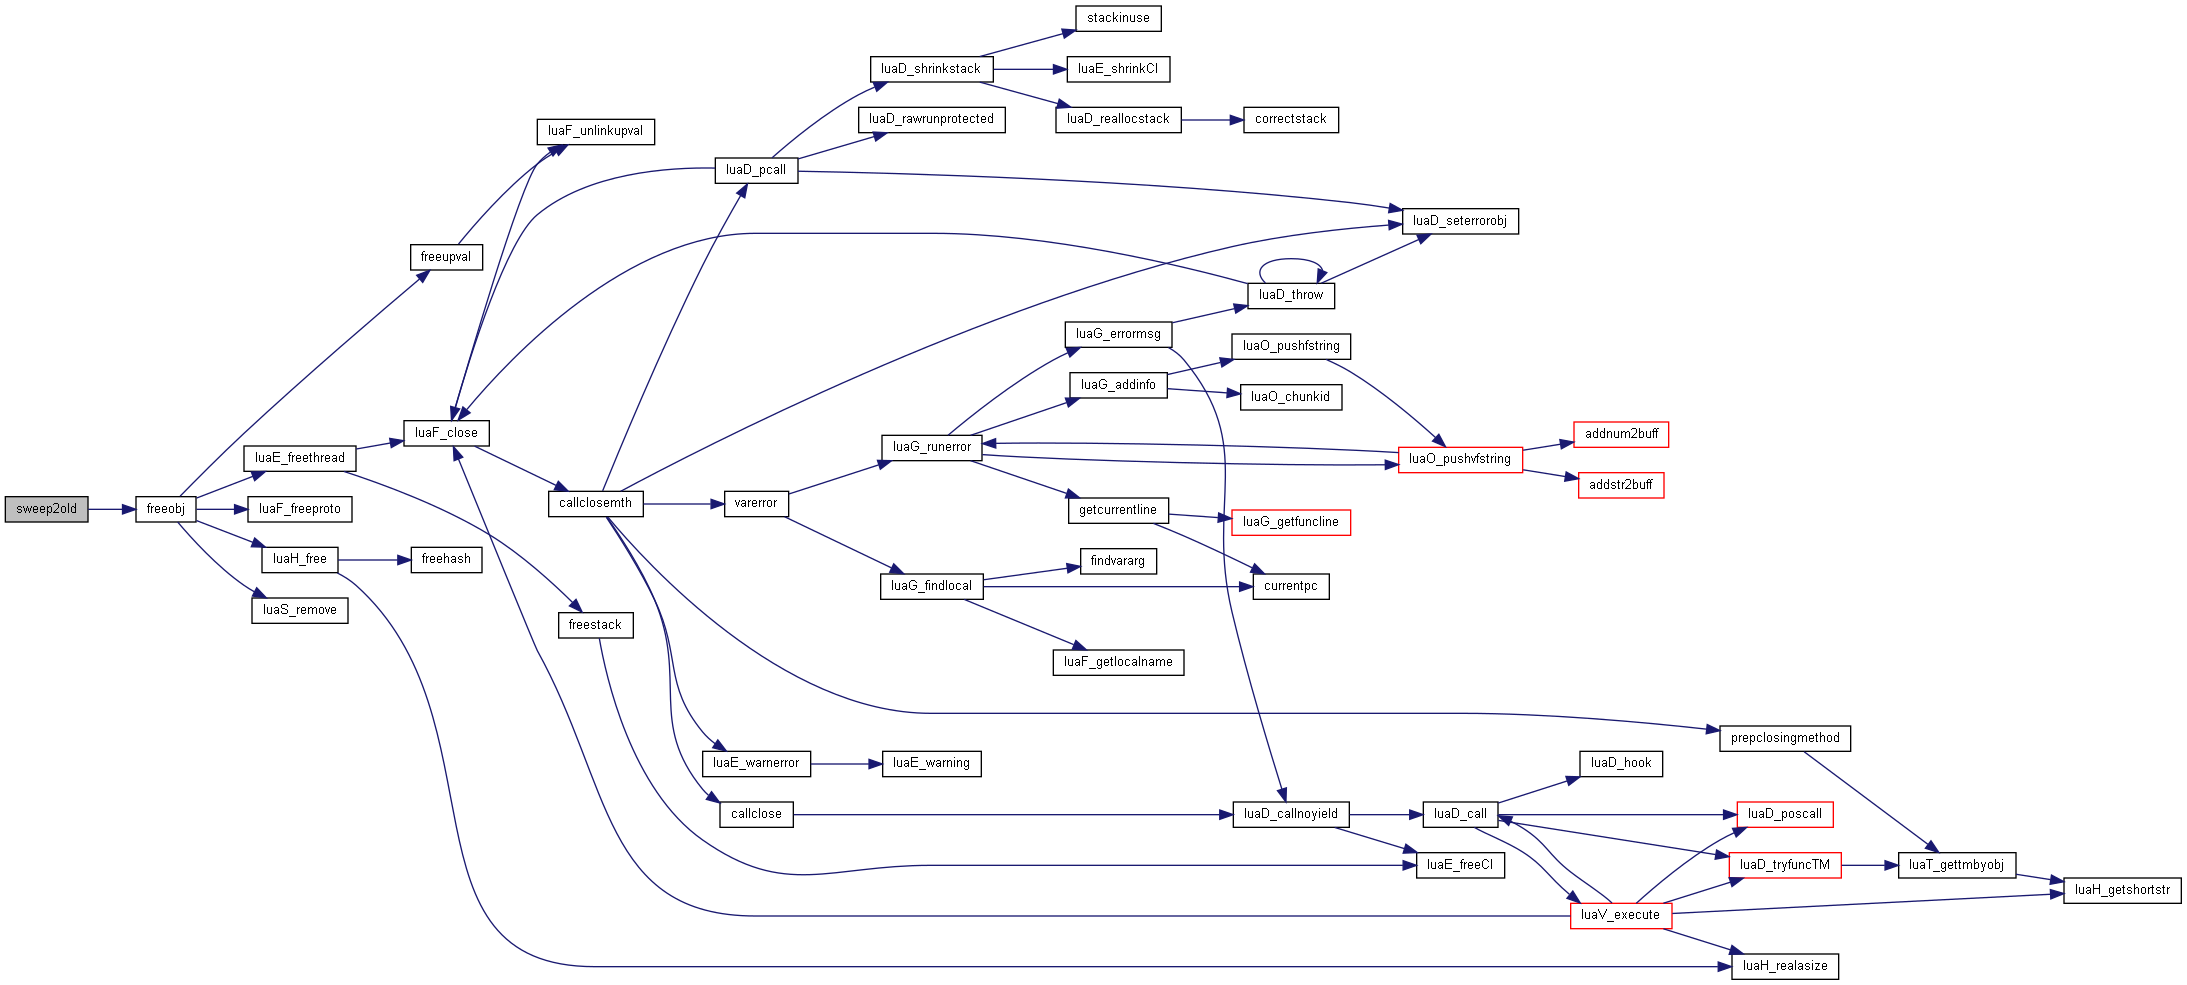 stackinuse
luaD_shrinkstack
luaE_shrinkCI
luaD_rawrunprotected
luaD_reallocstack
correctstack
luaF_unlinkupval
luaD_pcall
luaD_seterrorobj
freeupval
luaD_throw
luaG_errormsg
luaO_pushfstring
luaG_addinfo
luaO_chunkid
luaF_close
luaG_runerror
addnum2buff
luaE_freethread
luaO_pushvfstring
addstr2buff
sweep2old
freeobj
luaF_freeproto
callclosemth
varerror
getcurrentline
luaG_getfuncline
luaH_free
freehash
findvararg
luaG_findlocal
currentpc
luaS_remove
freestack
luaF_getlocalname
prepclosingmethod
luaE_warnerror
luaE_warning
luaD_hook
callclose
luaD_callnoyield
luaD_call
luaD_poscall
luaE_freeCI
luaD_tryfuncTM
luaT_gettmbyobj
luaH_getshortstr
luaV_execute
luaH_realasize